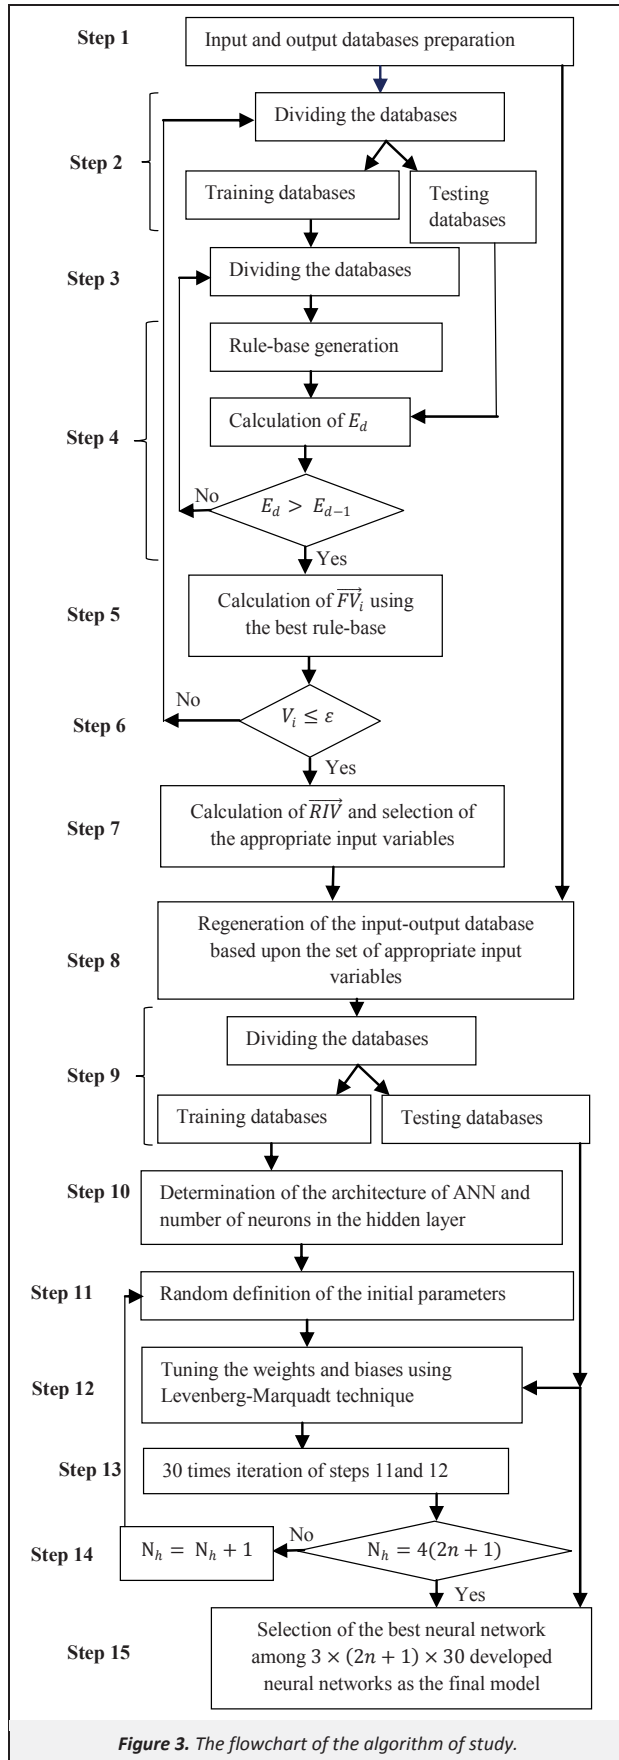 Step 1
Input and output databases preparation
Step 2
Dividing the databases
Training databases
Testing
databases
Step 3
Dividing the databases
Step 4
Rule-base generation
Calculation of E_d
No
E_d > E_{d−1}
Yes
Step 5
Calculation of \overrightarrow{FV}_i using
the best rule-base
No
Step 6
V_i ≤ ε
Yes
Step 7
Calculation of \overrightarrow{RIV} and selection of
the appropriate input variables
Step 8
Regeneration of the input-output database
based upon the set of appropriate input
variables
Step 9
Dividing the databases
Training databases
Testing databases
Step 10
Determination of the architecture of ANN and
number of neurons in the hidden layer
Step 11
Random definition of the initial parameters
Step 12
Tuning the weights and biases using
Levenberg-Marquadt technique
Step 13
30 times iteration of steps 11and 12
Step 14
N_h = N_h + 1
No
N_h = 4(2n + 1)
Yes
Step 15
Selection of the best neural network
among 3 × (2n + 1) × 30 developed
neural networks as the final model
Figure 3. The flowchart of the algorithm of study.